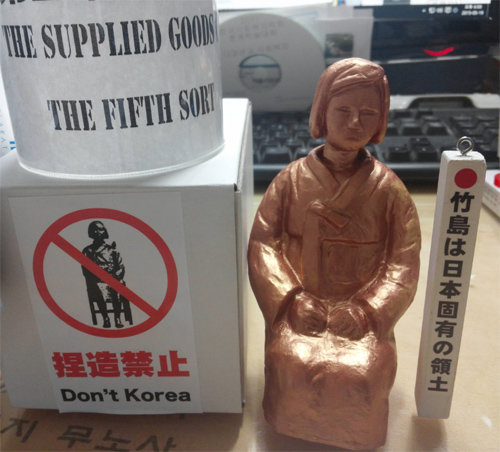 THE SUPPLIED GOODS
THE FIFTH SORT
捏造禁止
Don't Korea
竹島は日本固有の領土